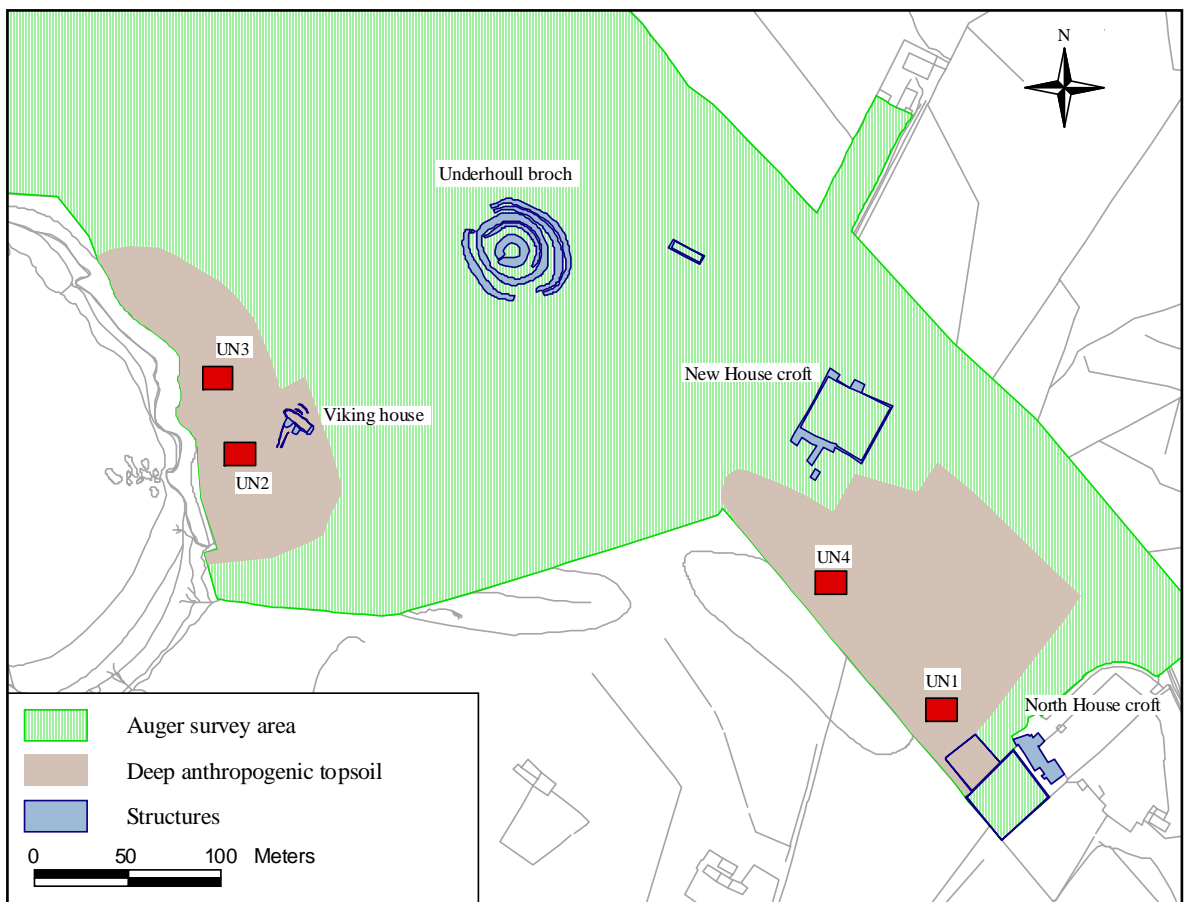 N
Underhoull broch
UN3
New House croft
Viking house
UN2
UN4
UN1
North House croft
Auger survey area
Deep anthropogenic topsoil
Structures
0 50 100 Meters